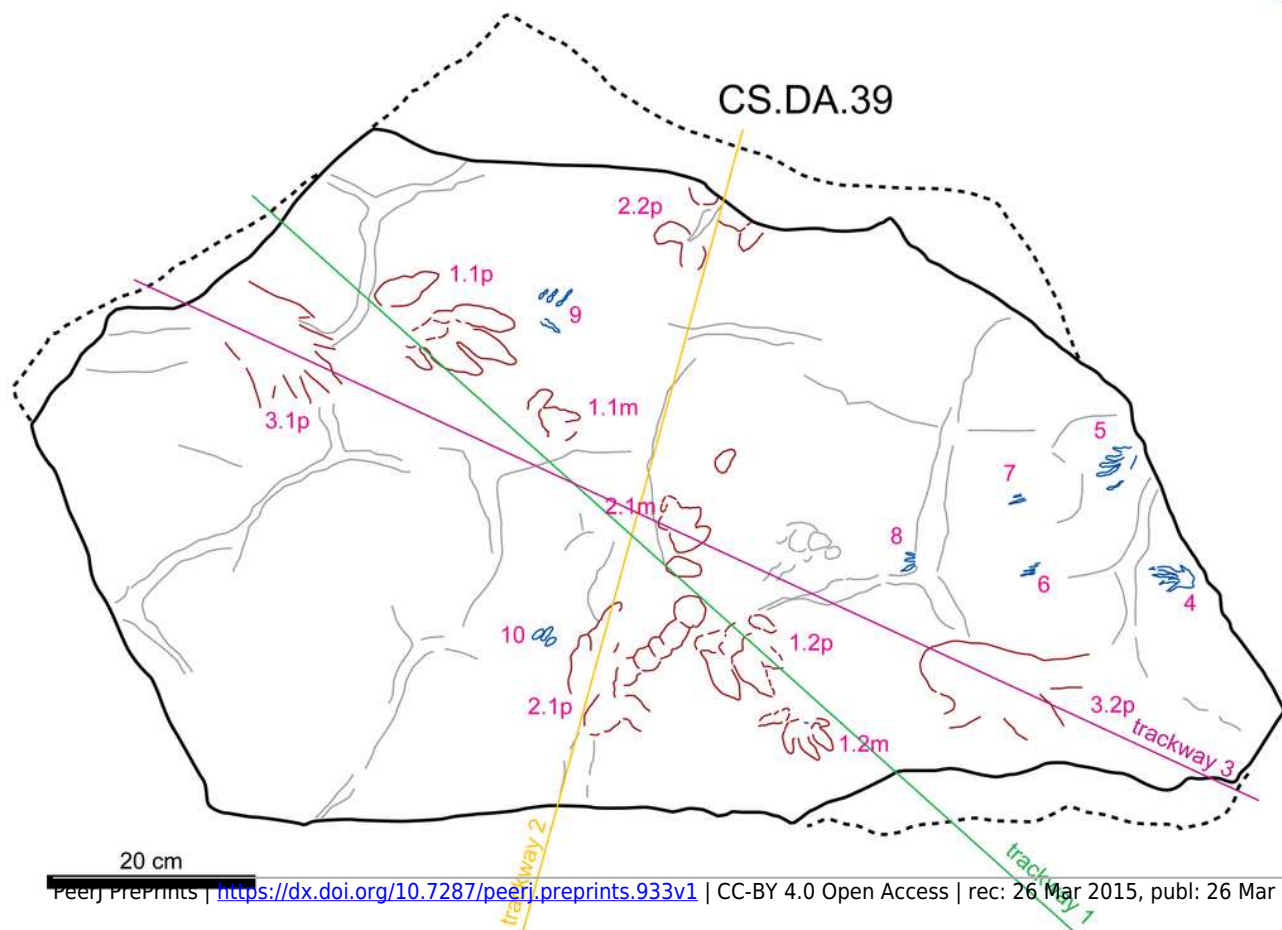 CS.DA.39
2.2p
1.1p
9
3.1p
1.1m
5
7
2.1m
8
6
4
10
1.2p
2.1p
3.2p
1.2m
trackway 3
trackway 2
trackway 1
20 cm
PeerJ PrePrints | https://dx.doi.org/10.7287/peerj.preprints.933v1 | CC-BY 4.0 Open Access | rec: 26 Mar 2015, publ: 26 Mar